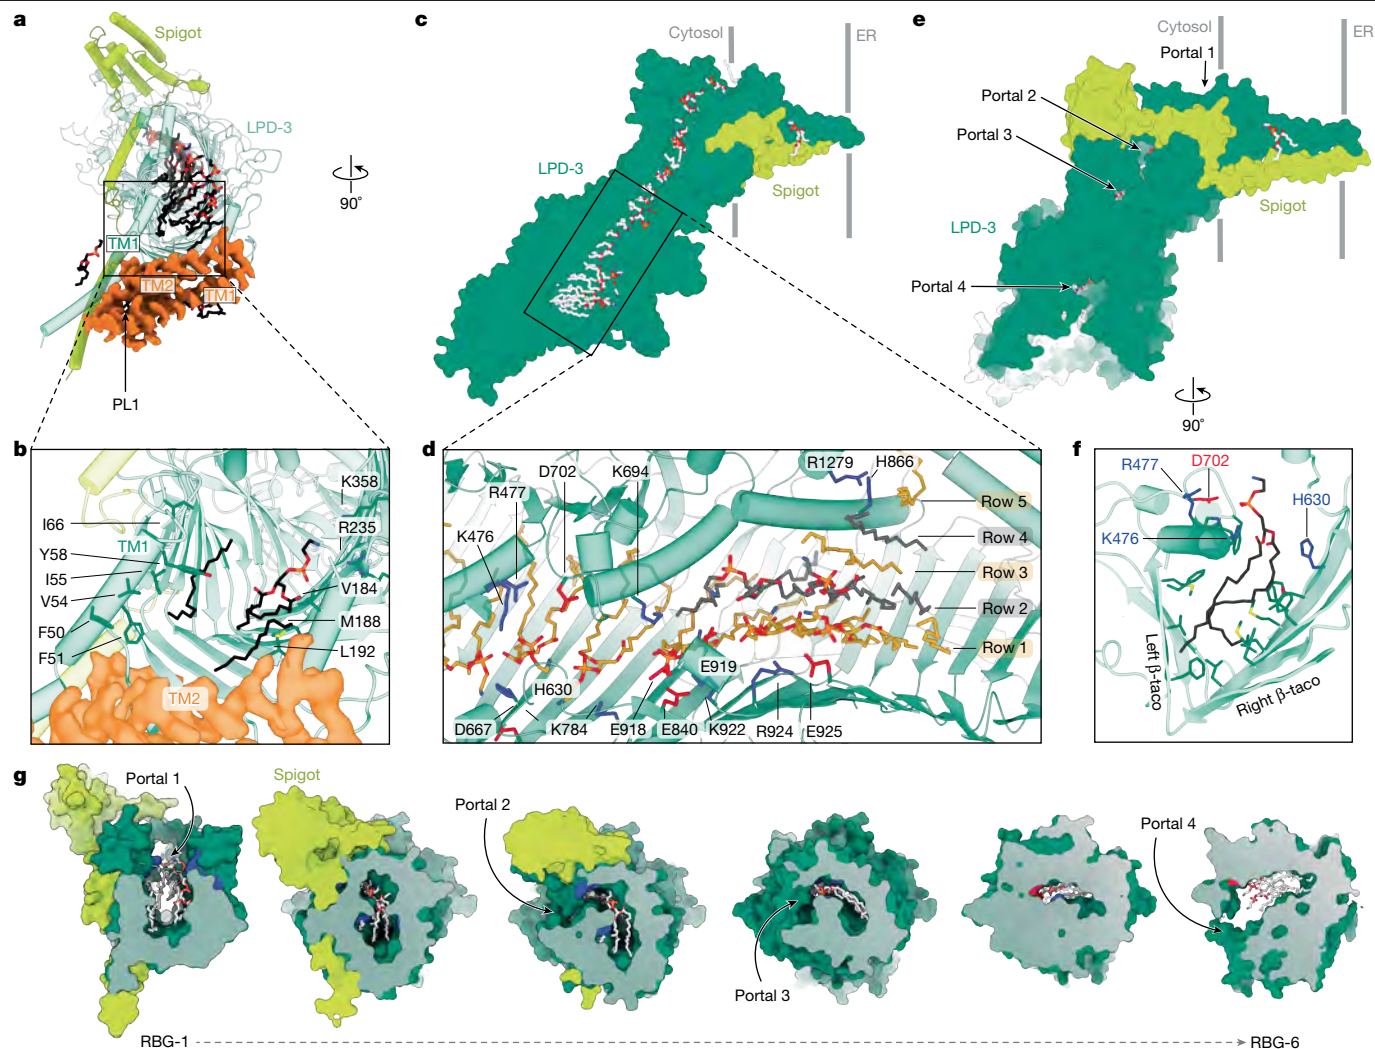 a
Spigot
LPD-3
TM1
TM2
TM1
PL1
90°
c
Cytosol
ER
LPD-3
Spigot
e
Cytosol
ER
Portal 1
Portal 2
Portal 3
LPD-3
Spigot
Portal 4
90°
b
I66
TM1
Y58
I55
V54
F50
F51
K358
R235
V184
M188
L192
TM2
d
D702
K694
R477
K476
R1279
H866
Row 5
Row 4
Row 3
Row 2
Row 1
E919
H630
D667
K784
E918
E840
K922
R924
E925
f
R477
D702
H630
K476
Left β-taco
Right β-taco
g
Portal 1
Spigot
Portal 2
Portal 3
Portal 4
RBG-1
RBG-6